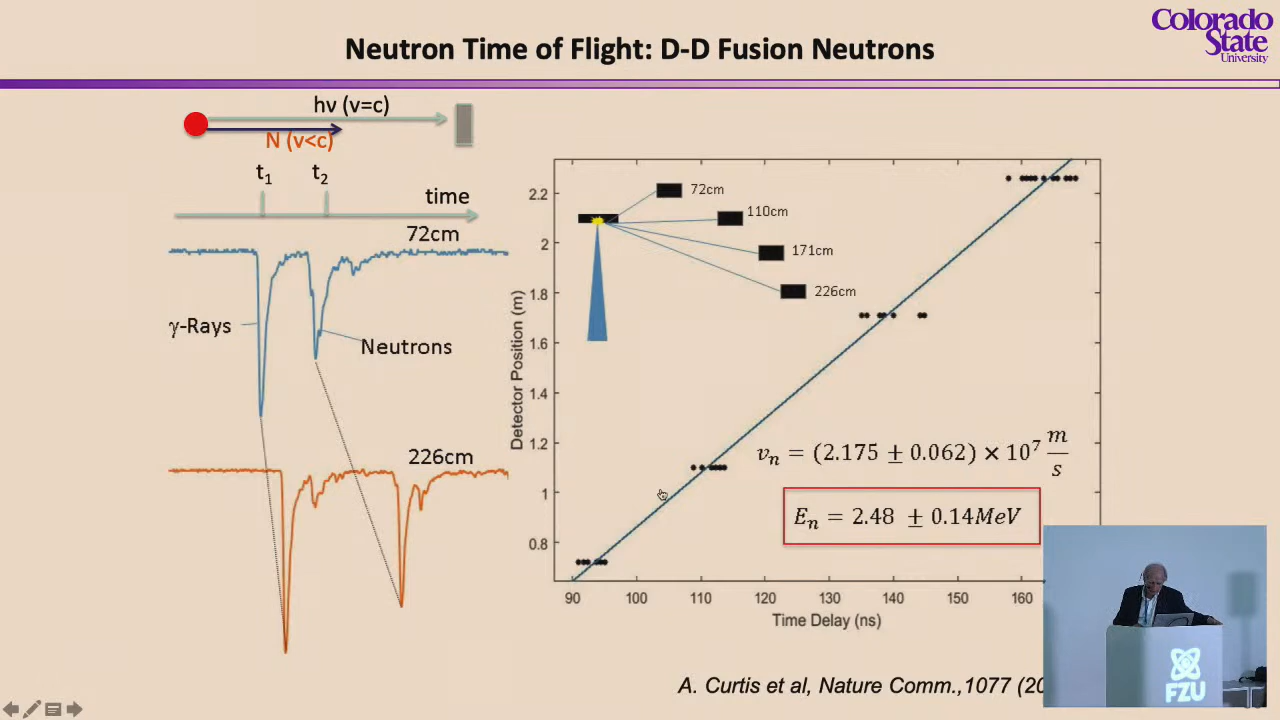 Neutron Time of Flight: D-D Fusion Neutrons
Colorado
State
University
hν (v=c)
N (v<c)
t₁ t₂
time
72cm
γ-Rays
Neutrons
226cm
Detector Position (m)
2.2
2
1.8
1.6
1.4
1.2
1
0.8
72cm
110cm
171cm
226cm
vₙ = (2.175 ± 0.062) × 10⁷ m/s
Eₙ = 2.48 ± 0.14MeV
90 100 110 120 130 140 150 160
Time Delay (ns)
A. Curtis et al, Nature Comm.,1077 (20
FZU